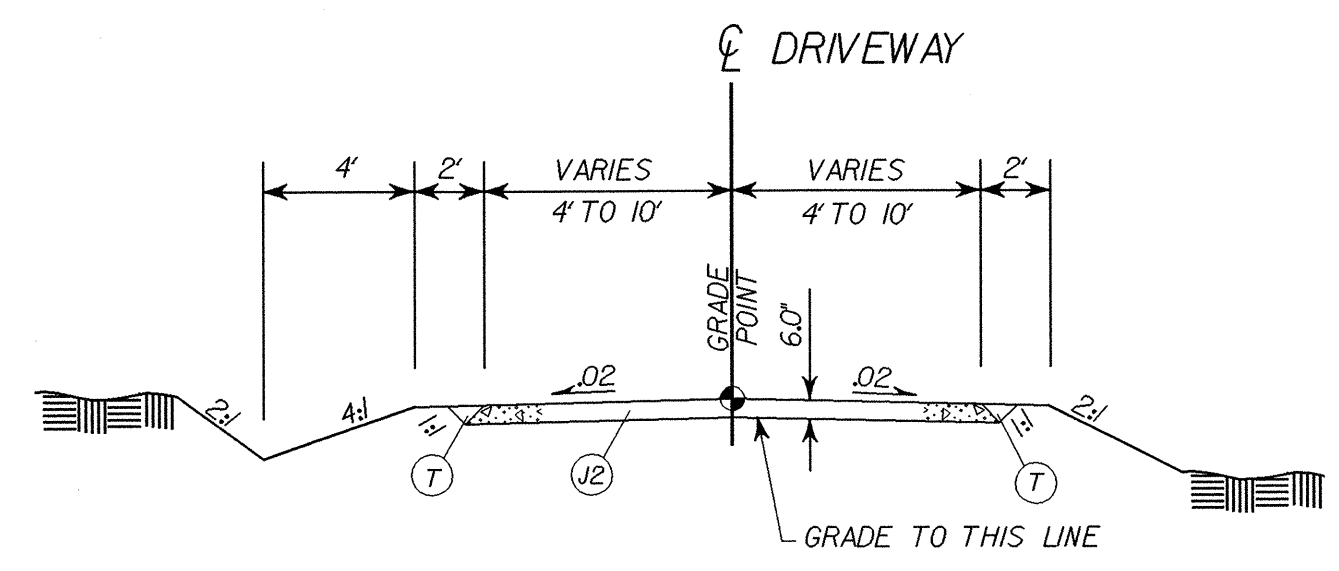 ℄ DRIVEWAY
4' 2' VARIES VARIES 2'
4' TO 10' 4' TO 10'
GRADE
POINT
6.0"
.02 .02
2:1 4:1 1:1 1:1 2:1
T J2 T
GRADE TO THIS LINE